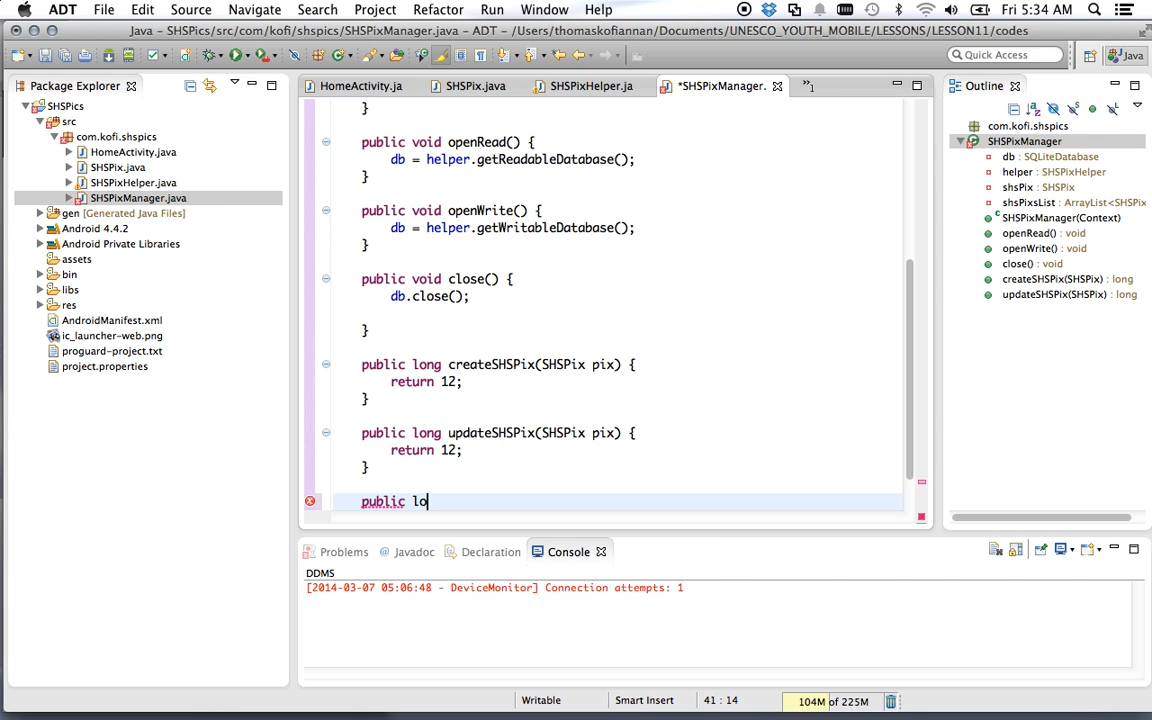 ADT File Edit Source Navigate Search Project Refactor Run Window Help Fri 5:34 AM
Java - SHSPics/src/com/kofi/shspics/SHSPixManager.java - ADT - /Users/thomaskofiannan/Documents/UNESCO_YOUTH_MOBILE/LESSONS/LESSON11/codes
Quick Access Java
Package Explorer
SHSPics
src
com.kofi.shspics
HomeActivity.java
SHSPix.java
SHSPixHelper.java
SHSPixManager.java
gen [Generated Java Files]
Android 4.4.2
Android Private Libraries
assets
bin
libs
res
AndroidManifest.xml
ic_launcher-web.png
proguard-project.txt
project.properties
HomeActivity.ja SHSPix.java SHSPixHelper.ja *SHSPixManager. »1
}
public void openRead() {
db = helper.getReadableDatabase();
}
public void openWrite() {
db = helper.getWritableDatabase();
}
public void close() {
db.close();
}
public long createSHSPix(SHSPix pix) {
return 12;
}
public long updateSHSPix(SHSPix pix) {
return 12;
}
public lo
Outline
com.kofi.shspics
SHSPixManager
db : SQLiteDatabase
helper : SHSPixHelper
shsPix : SHSPix
shsPixsList : ArrayList<SHSPix
SHSPixManager(Context)
openRead() : void
openWrite() : void
close() : void
createSHSPix(SHSPix) : long
updateSHSPix(SHSPix) : long
Problems @ Javadoc Declaration Console
DDMS
[2014-03-07 05:06:48 - DeviceMonitor] Connection attempts: 1
Writable Smart Insert 41 : 14 104M of 225M